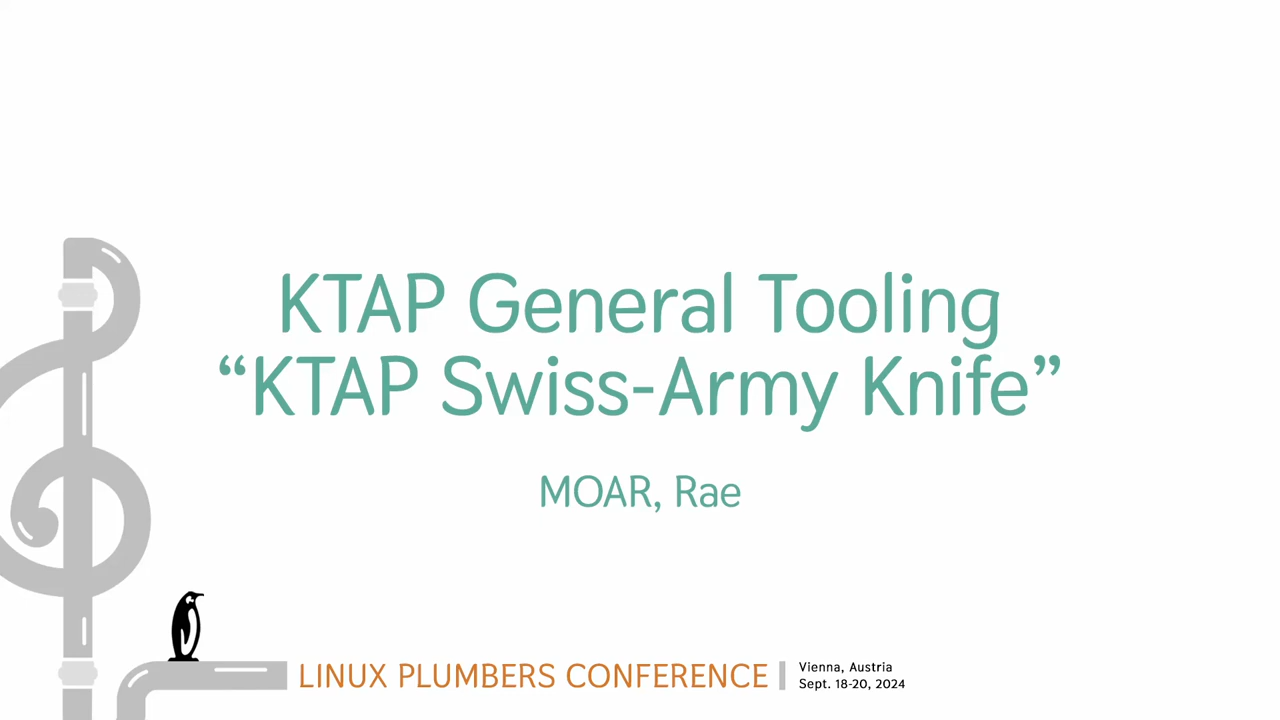 KTAP General Tooling
“KTAP Swiss-Army Knife”
MOAR, Rae
LINUX PLUMBERS CONFERENCE
Vienna, Austria
Sept. 18-20, 2024